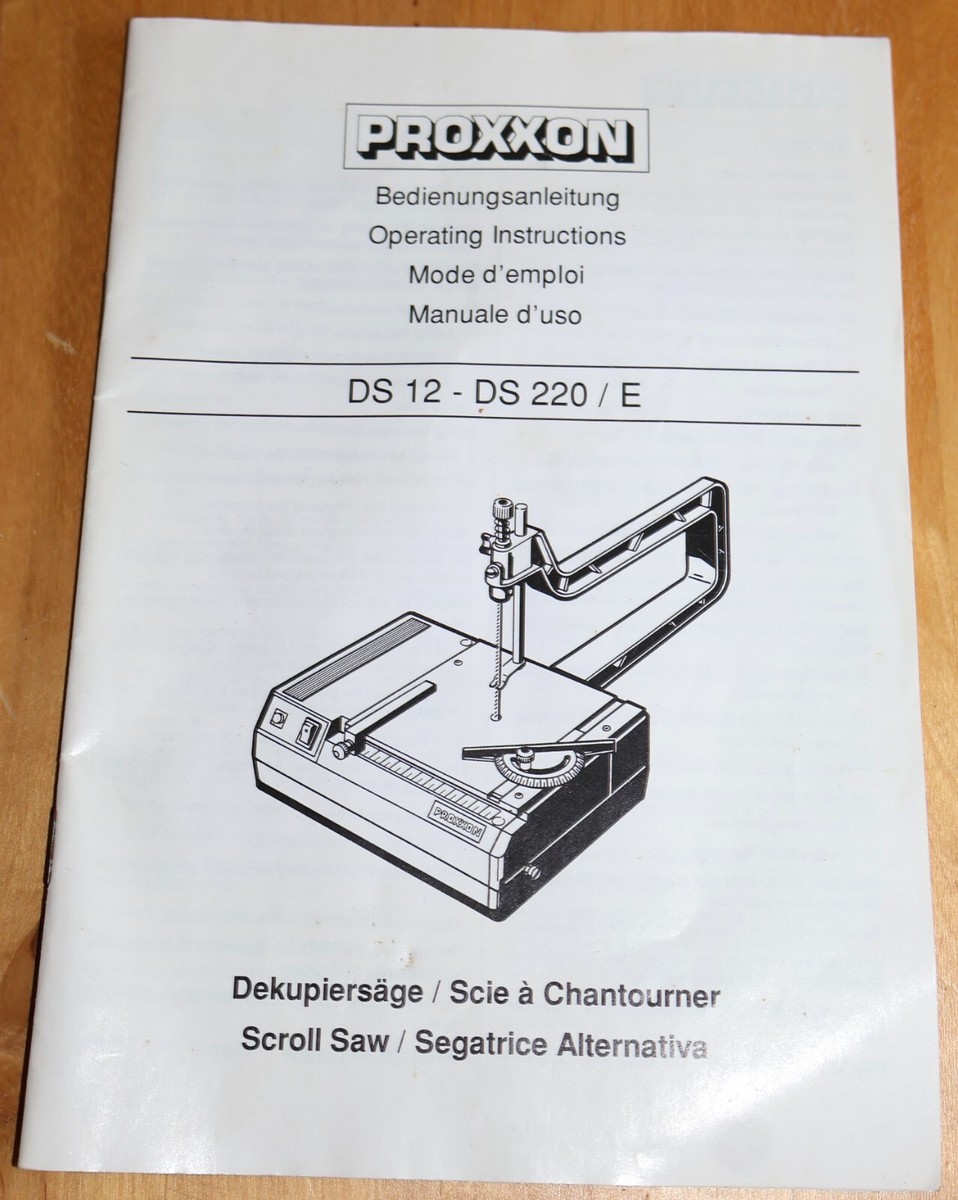 PROXXON
Bedienungsanleitung
Operating Instructions
Mode d'emploi
Manuale d'uso
DS 12 - DS 220 / E
PROXXON
Dekupiersäge / Scie à Chantourner
Scroll Saw / Segatrice Alternativa